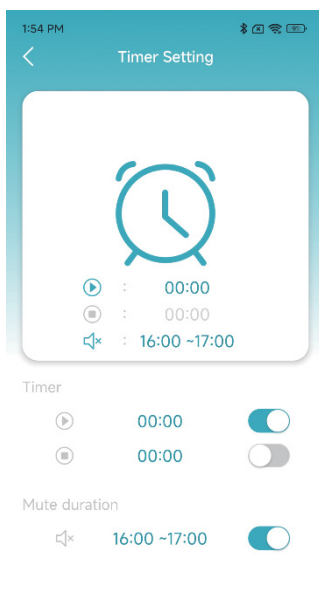 1:54 PM
Timer Setting
: 00:00
: 00:00
: 16:00 ~17:00
Timer
00:00
00:00
Mute duration
16:00 ~17:00